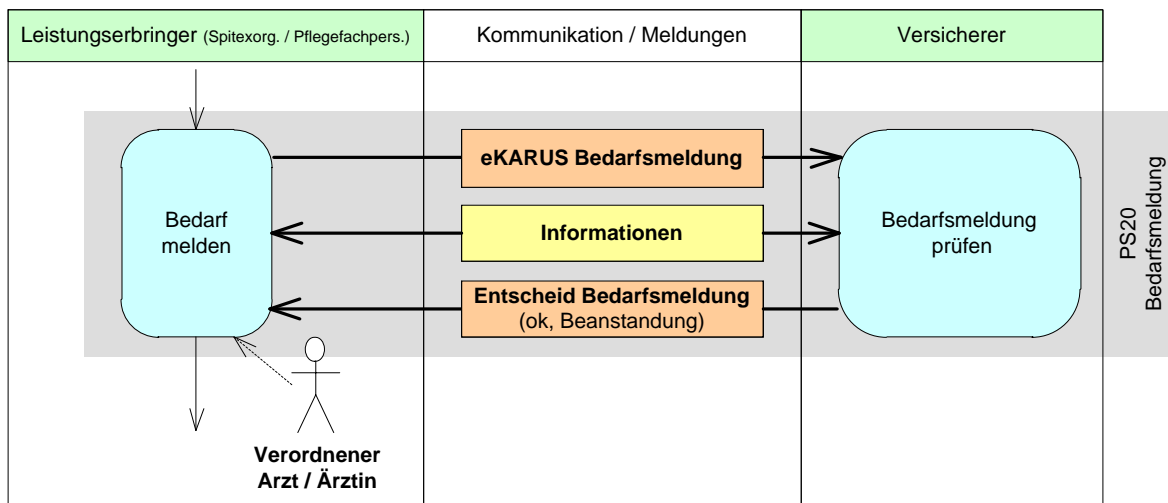 Leistungserbringer (Spitexorg. / Pflegefachpers.)
Kommunikation / Meldungen
Versicherer
eKARUS Bedarfsmeldung
Bedarf
melden
Informationen
Bedarfsmeldung
prüfen
Entscheid Bedarfsmeldung
(ok, Beanstandung)
PS20
Bedarfsmeldung
Verordnener
Arzt / Ärztin